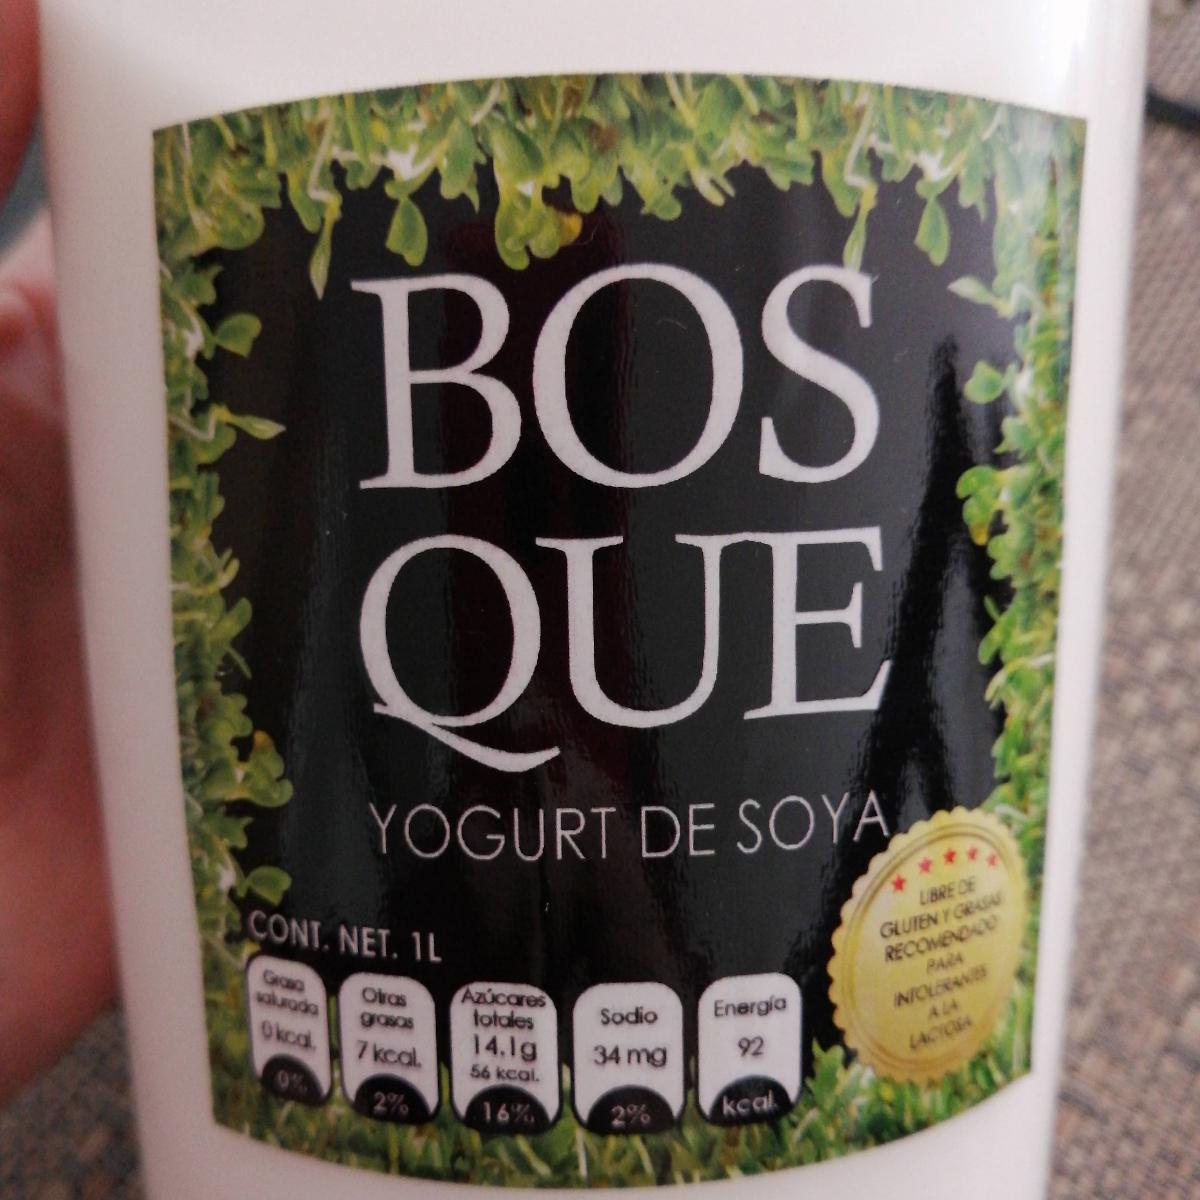 BOS
QUE
YOGURT DE SOYA
LIBRE DE
GLUTEN Y GRASAS
RECOMENDADO
PARA
INTOLERANTES
A LA
LACTOSA
CONT. NET. 1L
Grasa
saturada
0 kcal.
0%
Otras
grasas
7 kcal.
2%
Azúcares
totales
14.1g
56 kcal.
16%
Sodio
34 mg
2%
Energía
92
kcal.